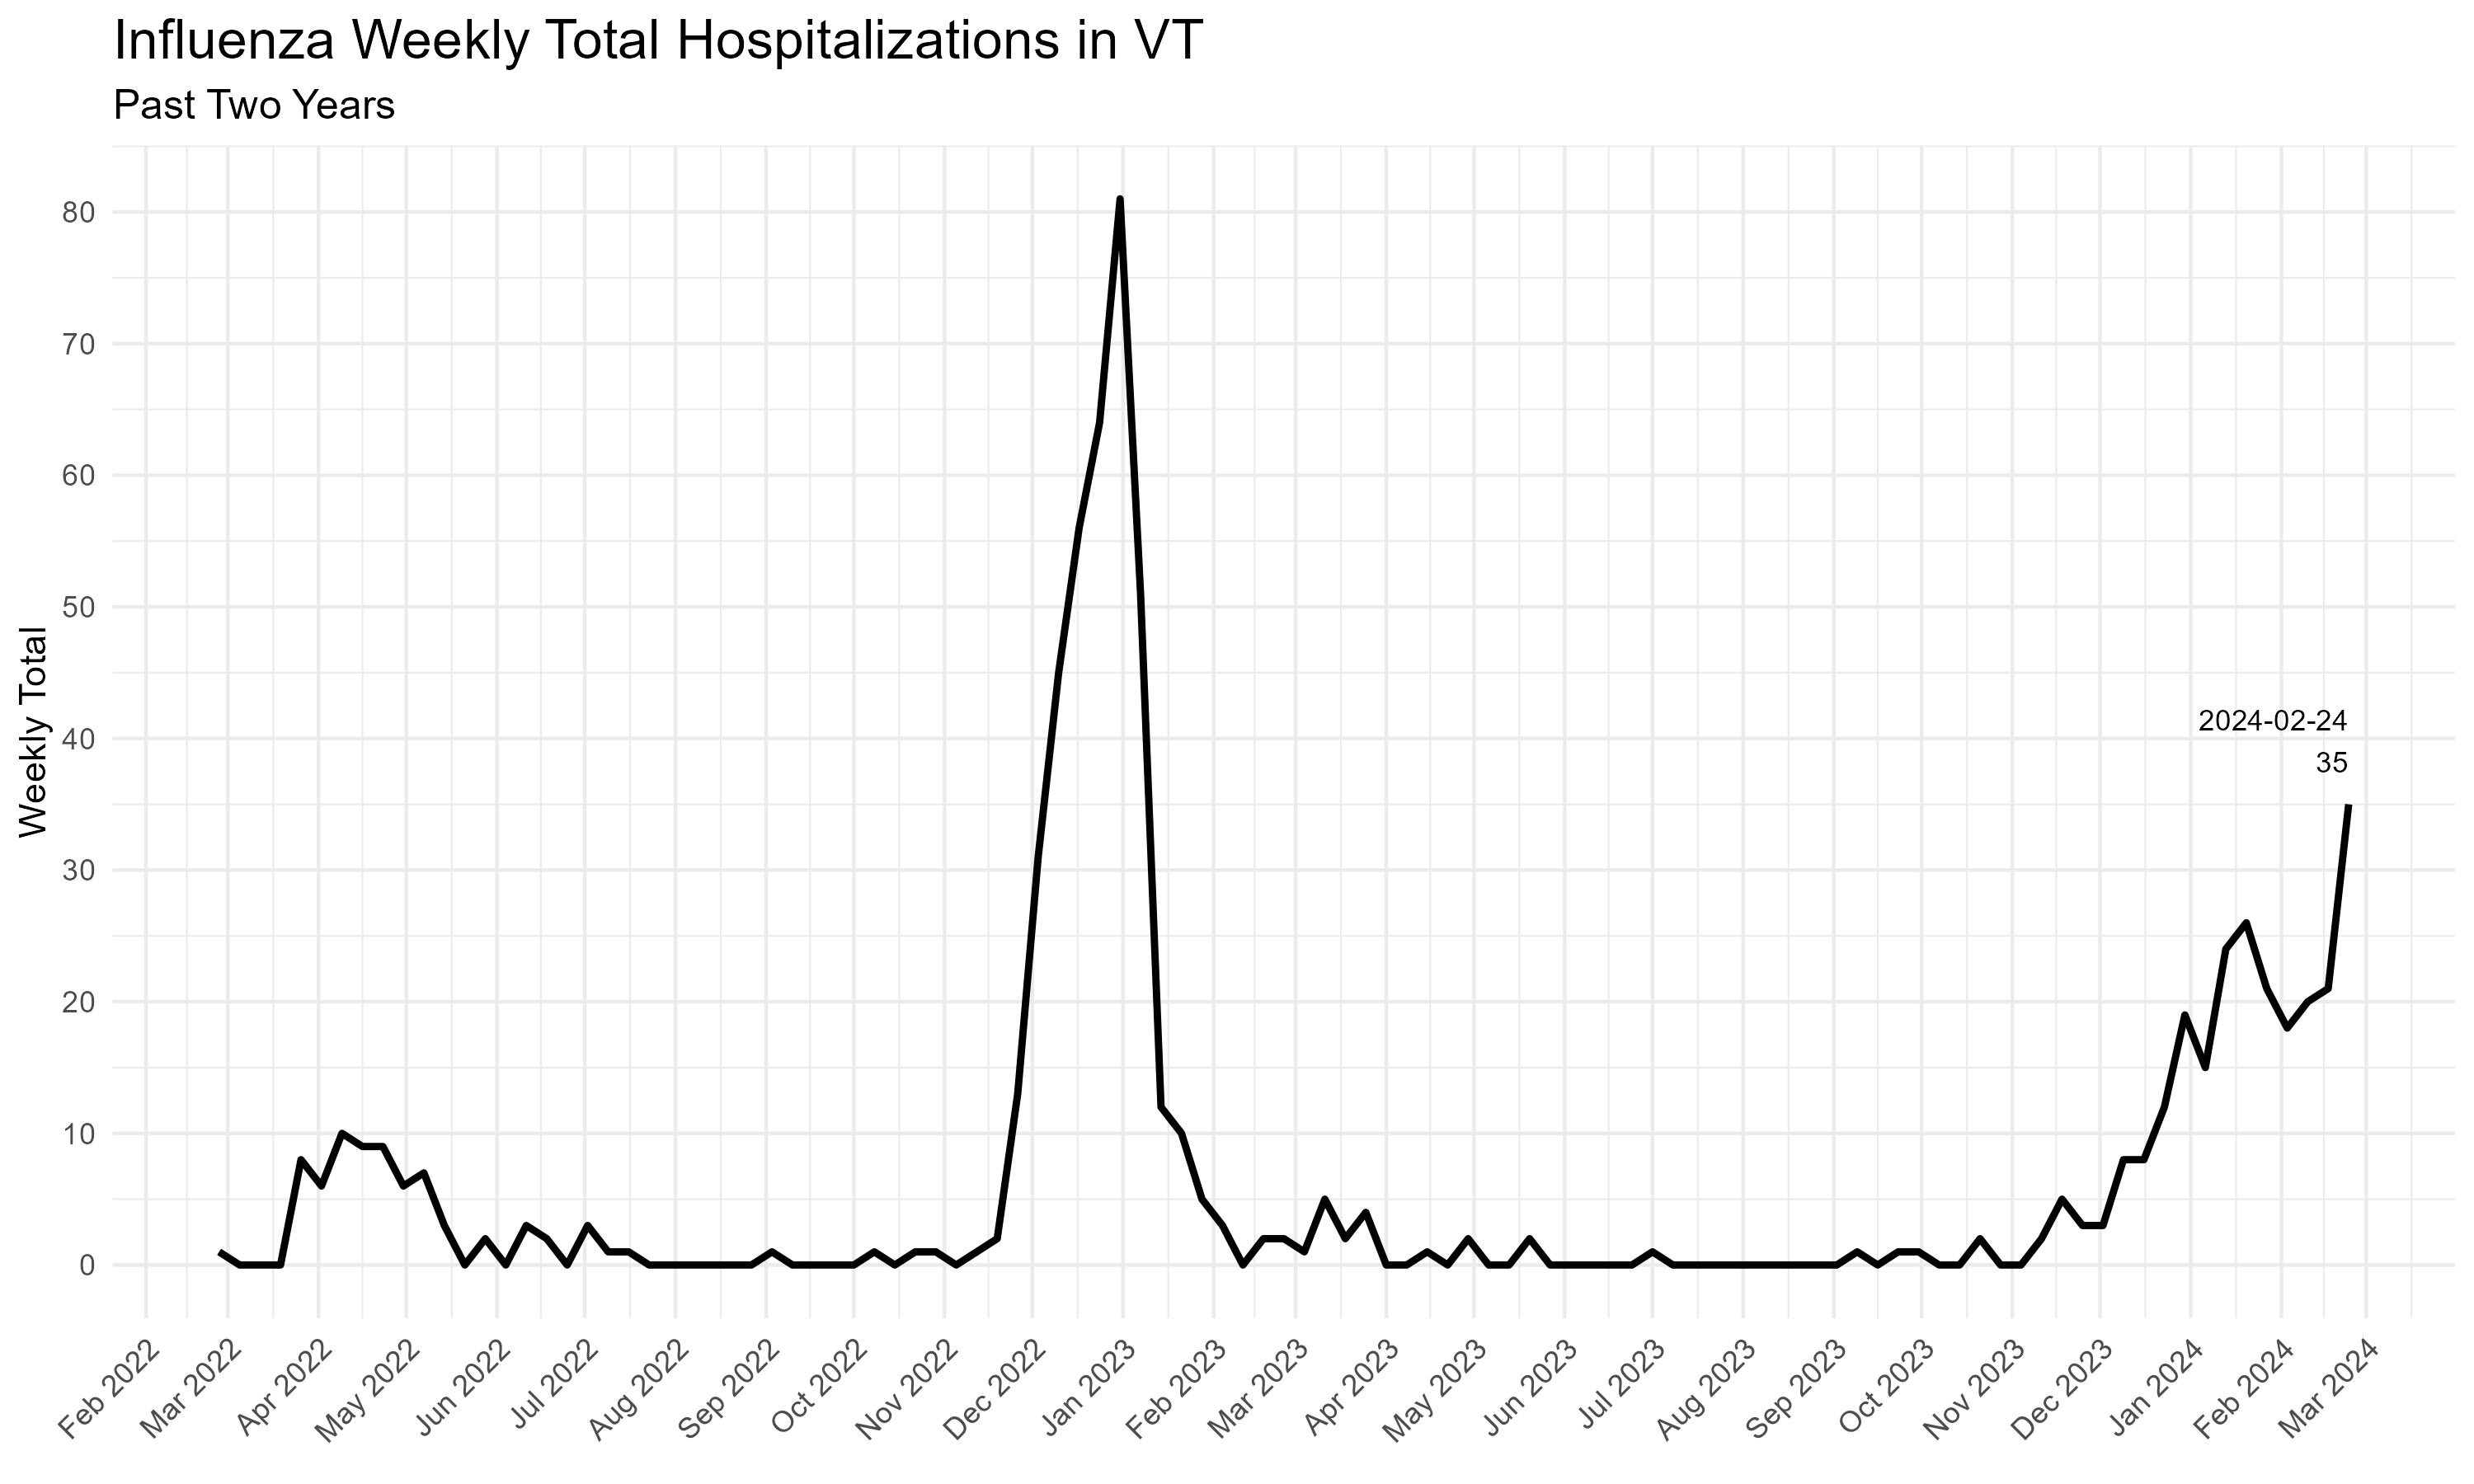 Influenza Weekly Total Hospitalizations in VT
Past Two Years
Weekly Total
80
70
60
50
40
30
20
10
0
2024-02-24
35
Feb 2022
Mar 2022
Apr 2022
May 2022
Jun 2022
Jul 2022
Aug 2022
Sep 2022
Oct 2022
Nov 2022
Dec 2022
Jan 2023
Feb 2023
Mar 2023
Apr 2023
May 2023
Jun 2023
Jul 2023
Aug 2023
Sep 2023
Oct 2023
Nov 2023
Dec 2023
Jan 2024
Feb 2024
Mar 2024